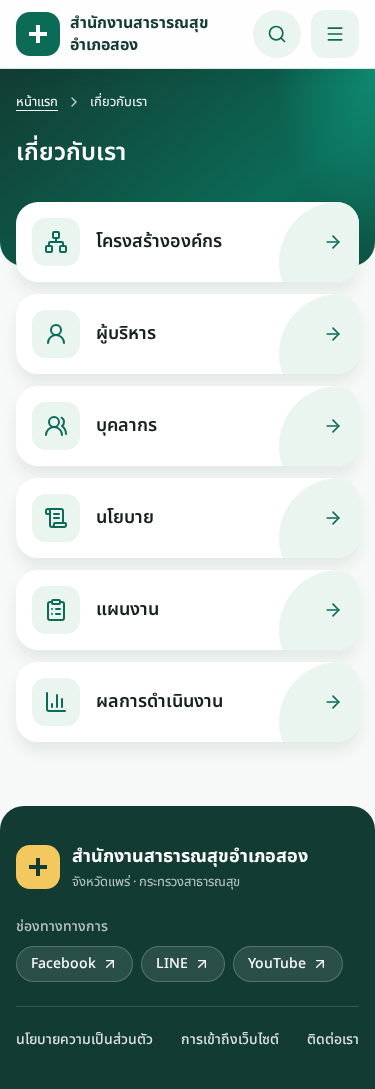 สำนักงานสาธารณสุข
อำเภอสอง
หน้าแรก
เกี่ยวกับเรา
เกี่ยวกับเรา
โครงสร้างองค์กร
ผู้บริหาร
บุคลากร
นโยบาย
แผนงาน
ผลการดำเนินงาน
สำนักงานสาธารณสุขอำเภอสอง
จังหวัดแพร่ · กระทรวงสาธารณสุข
ช่องทางทางการ
Facebook
LINE
YouTube
นโยบายความเป็นส่วนตัว
การเข้าถึงเว็บไซต์
ติดต่อเรา